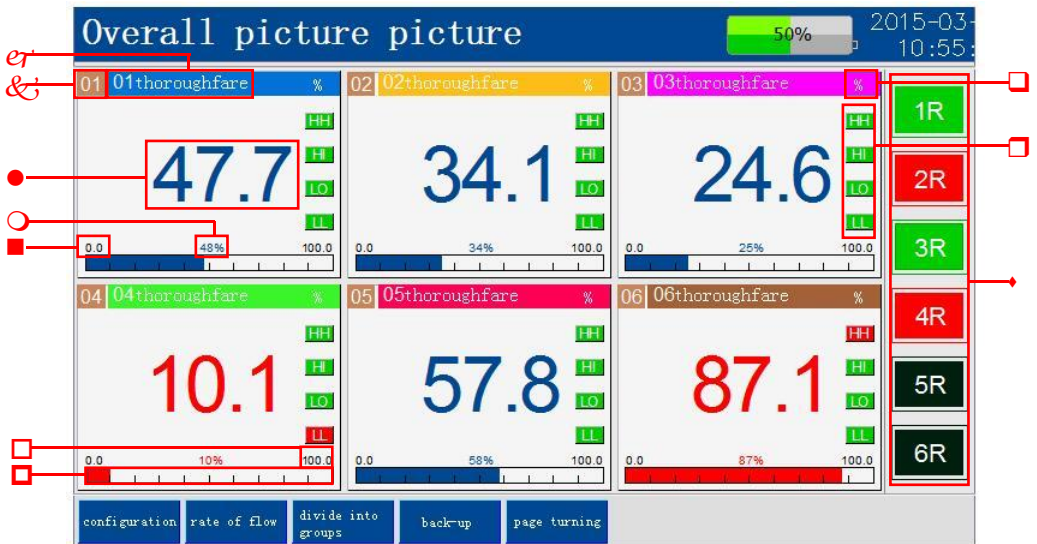 Overall picture picture
50%
2015-03-
10:55:
01 01thoroughfare %
02 02thoroughfare %
03 03thoroughfare %
HH
HH
HH
47.7
34.1
24.6
HI
HI
HI
LO
LO
LO
LL
LL
LL
0.0 48% 100.0
0.0 34% 100.0
0.0 25% 100.0
04 04thoroughfare %
05 05thoroughfare %
06 06thoroughfare %
HH
HH
HH
10.1
57.8
87.1
HI
HI
HI
LO
LO
LO
LL
LL
LL
0.0 10% 100.0
0.0 58% 100.0
0.0 87% 100.0
1R
2R
3R
4R
5R
6R
configuration
rate of flow
divide into
groups
back-up
page turning
er
&;